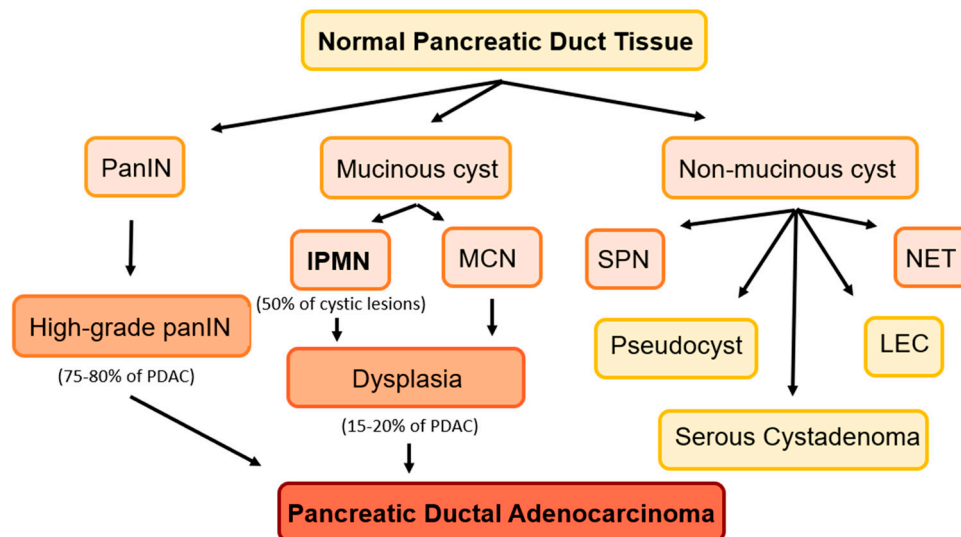 Normal Pancreatic Duct Tissue
PanIN
Mucinous cyst
Non-mucinous cyst
IPMN
MCN
SPN
NET
(50% of cystic lesions)
High-grade panIN
Pseudocyst
LEC
(75-80% of PDAC)
Dysplasia
(15-20% of PDAC)
Serous Cystadenoma
Pancreatic Ductal Adenocarcinoma